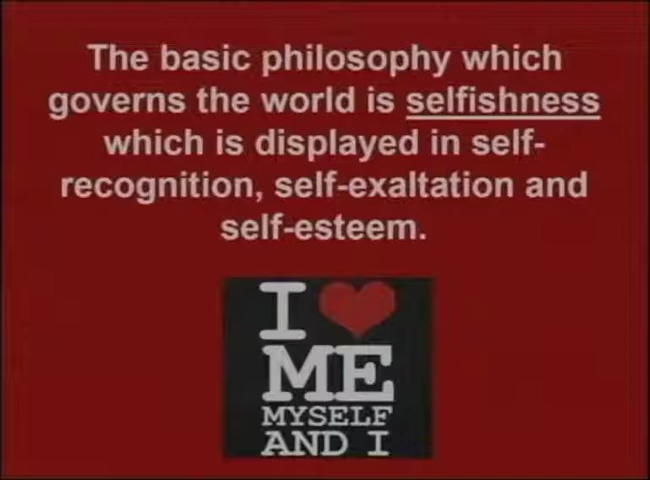 The basic philosophy which
governs the world is selfishness
which is displayed in self-
recognition, self-exaltation and
self-esteem.
I
ME
MYSELF
AND I